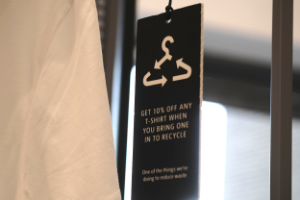 GET 10% OFF ANY
T-SHIRT WHEN
YOU BRING ONE
IN TO RECYCLE
One of the things we're
doing to reduce waste